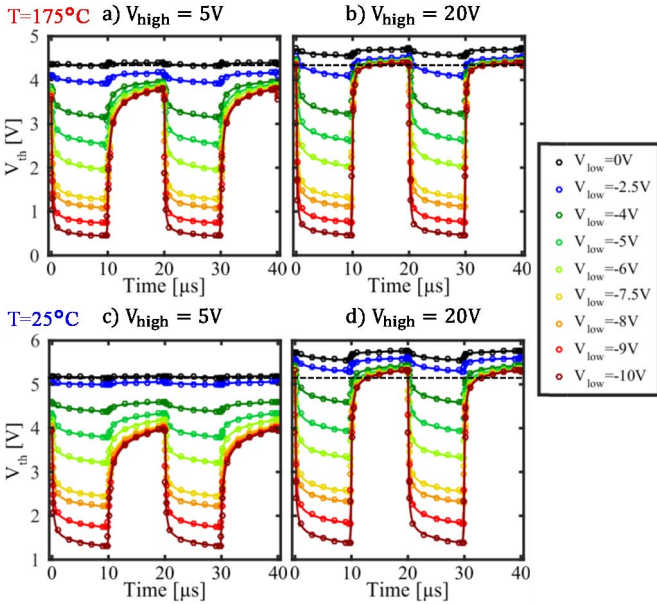 T=175°C a) V_high = 5V b) V_high = 20V
5
4
3
2
1
0
V_th [V]
0 10 20 30 40
0 10 20 30 40
Time [µs] Time [µs]
T=25°C c) V_high = 5V d) V_high = 20V
6
5
4
3
2
1
V_th [V]
0 10 20 30 40
0 10 20 30 40
Time [µs] Time [µs]
V_low=0V
V_low=-2.5V
V_low=-4V
V_low=-5V
V_low=-6V
V_low=-7.5V
V_low=-8V
V_low=-9V
V_low=-10V